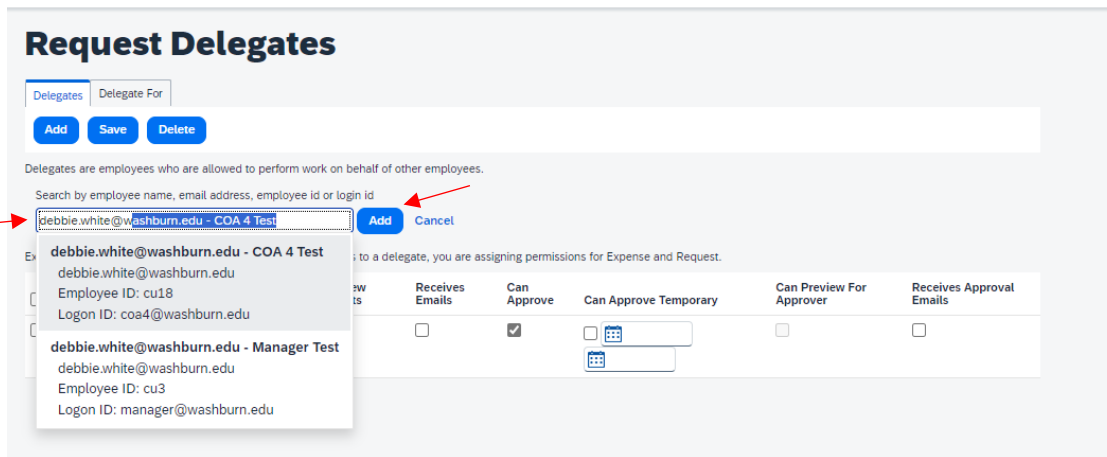 Request Delegates
Delegates Delegate For
Add Save Delete
Delegates are employees who are allowed to perform work on behalf of other employees.
Search by employee name, email address, employee id or login id
debbie.white@washburn.edu - COA 4 Test Add Cancel
debbie.white@washburn.edu - COA 4 Test
debbie.white@washburn.edu
Employee ID: cu18
Logon ID: coa4@washburn.edu
debbie.white@washburn.edu - Manager Test
debbie.white@washburn.edu
Employee ID: cu3
Logon ID: manager@washburn.edu
to a delegate, you are assigning permissions for Expense and Request.
Receives Emails
Can Approve
Can Approve Temporary
Can Preview For Approver
Receives Approval Emails